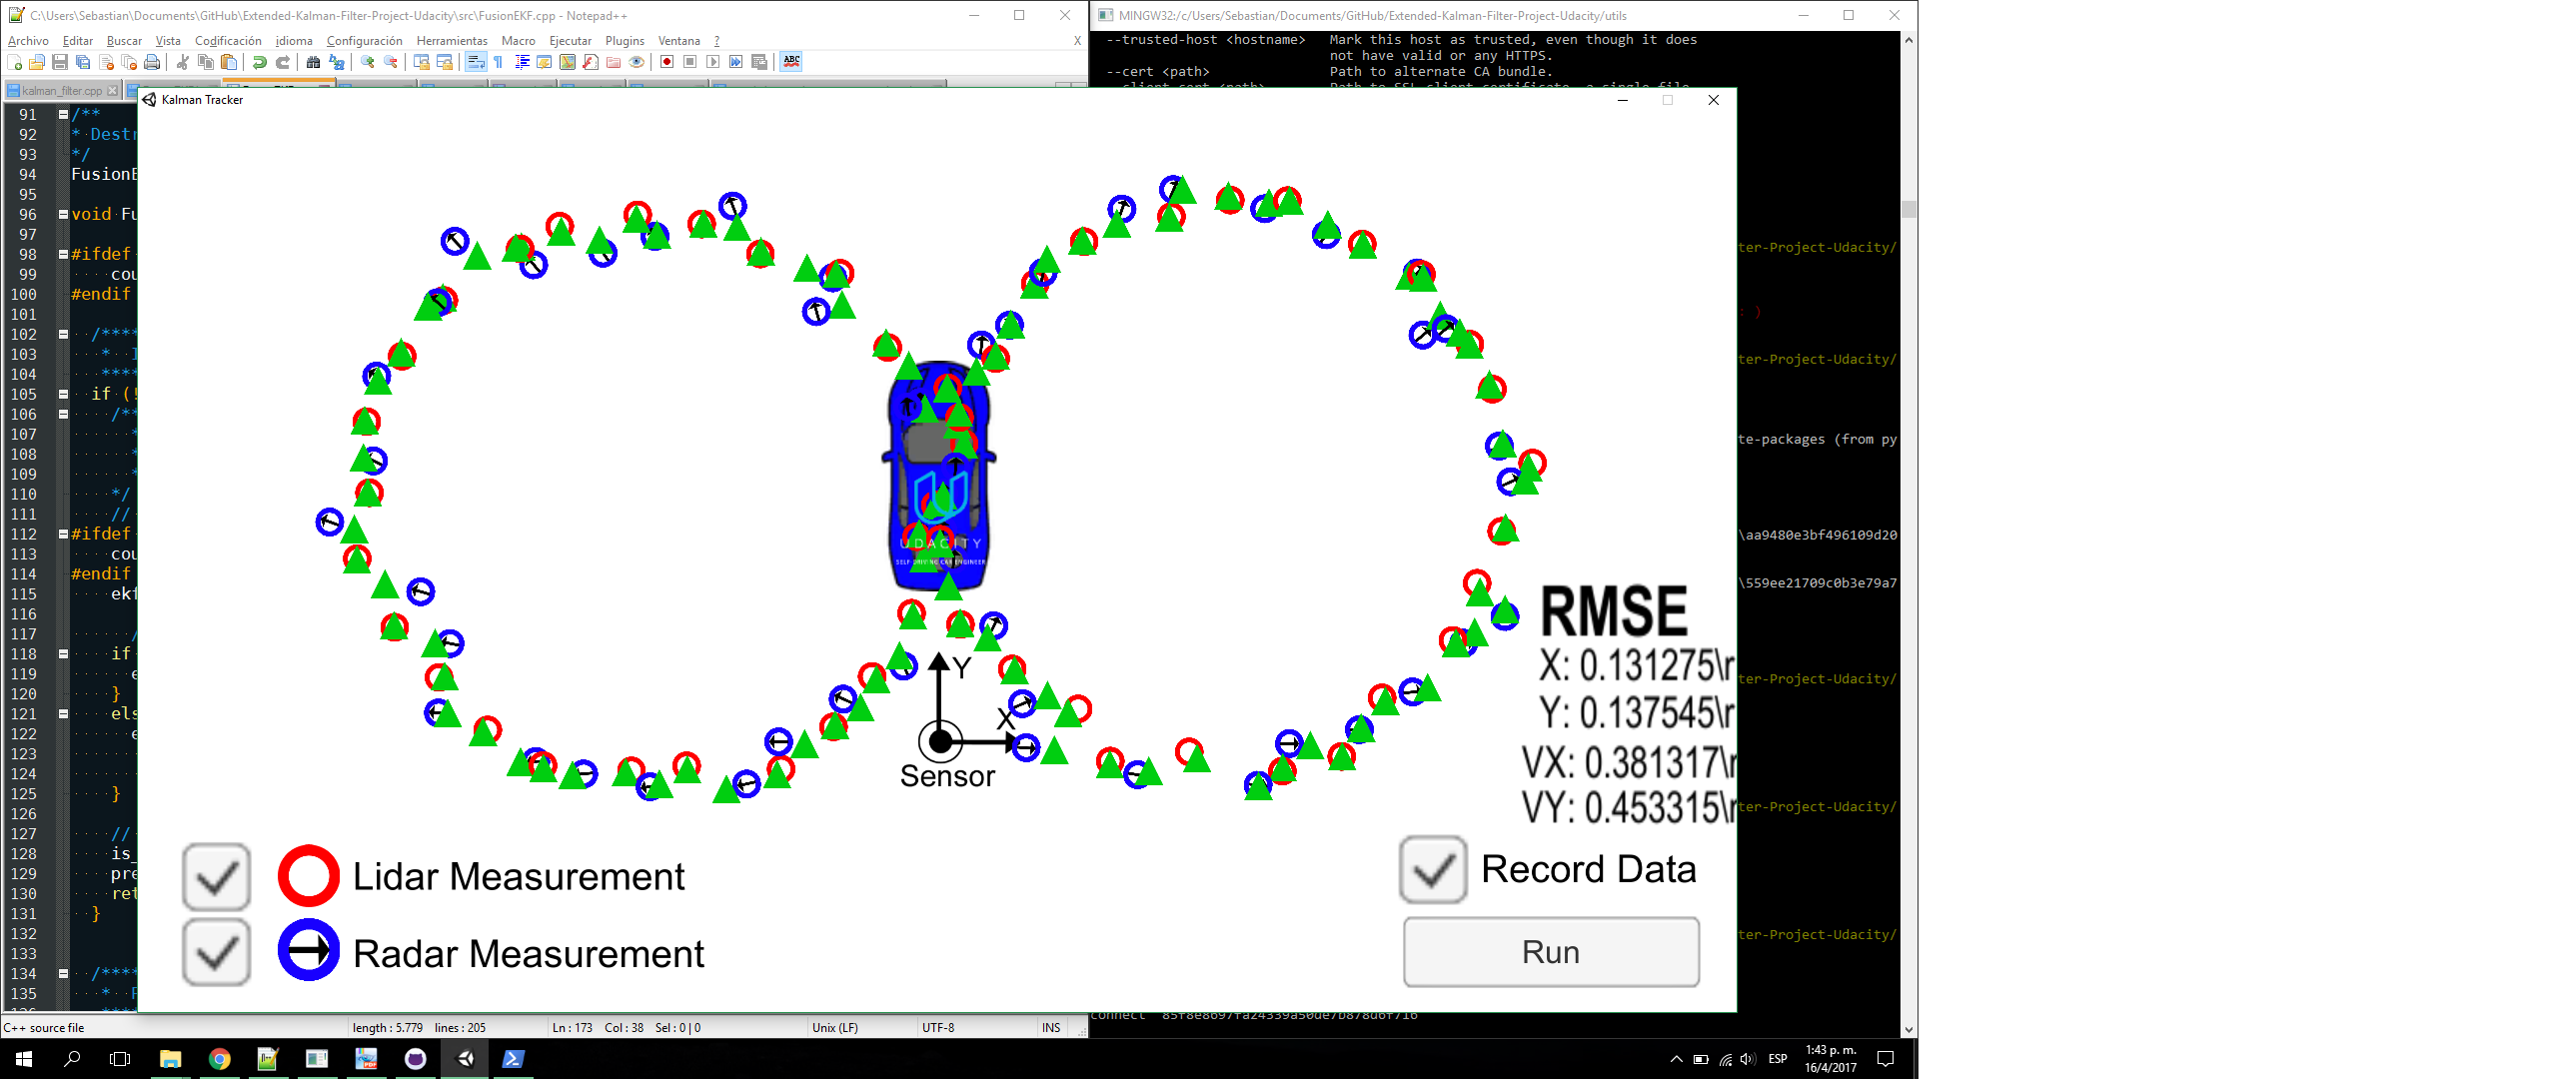 C:\Users\Sebastian\Documents\GitHub\Extended-Kalman-Filter-Project-Udacity\src\FusionEKF.cpp - Notepad++
Archivo Editar Buscar Vista Codificación idioma Configuración Herramientas Macro Ejecutar Plugins Ventana ? X
kalman_filter.cpp
91 /**
92 * Destr
93 */
94 FusionE
95
96 void Fu
97
98 #ifdef
99 cou
100 #endif
101
102 /****
103 * I
104 ****
105 if (!
106 /**
107 *
108 *
109 *
110 */
111 //
112 #ifdef
113 cou
114 #endif
115 ekf
116
117 /
118 if
119 e
120 }
121 els
122 e
123
124
125 }
126
127 //
128 is_
129 pre
130 ret
131 }
132
133
134 /****
135 * P
C++ source file length : 5.779 lines : 205 Ln : 173 Col : 38 Sel : 0 | 0 Unix (LF) UTF-8 INS
MINGW32:/c/Users/Sebastian/Documents/GitHub/Extended-Kalman-Filter-Project-Udacity/utils
--trusted-host <hostname> Mark this host as trusted, even though it does
not have valid or any HTTPS.
--cert <path> Path to alternate CA bundle.
ter-Project-Udacity/
: )
ter-Project-Udacity/
te-packages (from py
\aa9480e3bf496109d20
\559ee21709c0b3e79a7
ter-Project-Udacity/
ter-Project-Udacity/
ter-Project-Udacity/
Kalman Tracker
UDACITY
SELF DRIVING CAR ENGINEER
Y
X
Sensor
RMSE
X: 0.131275\r
Y: 0.137545\r
VX: 0.381317\r
VY: 0.453315\r
Lidar Measurement
Radar Measurement
Record Data
Run
ESP
1:43 p. m.
16/4/2017